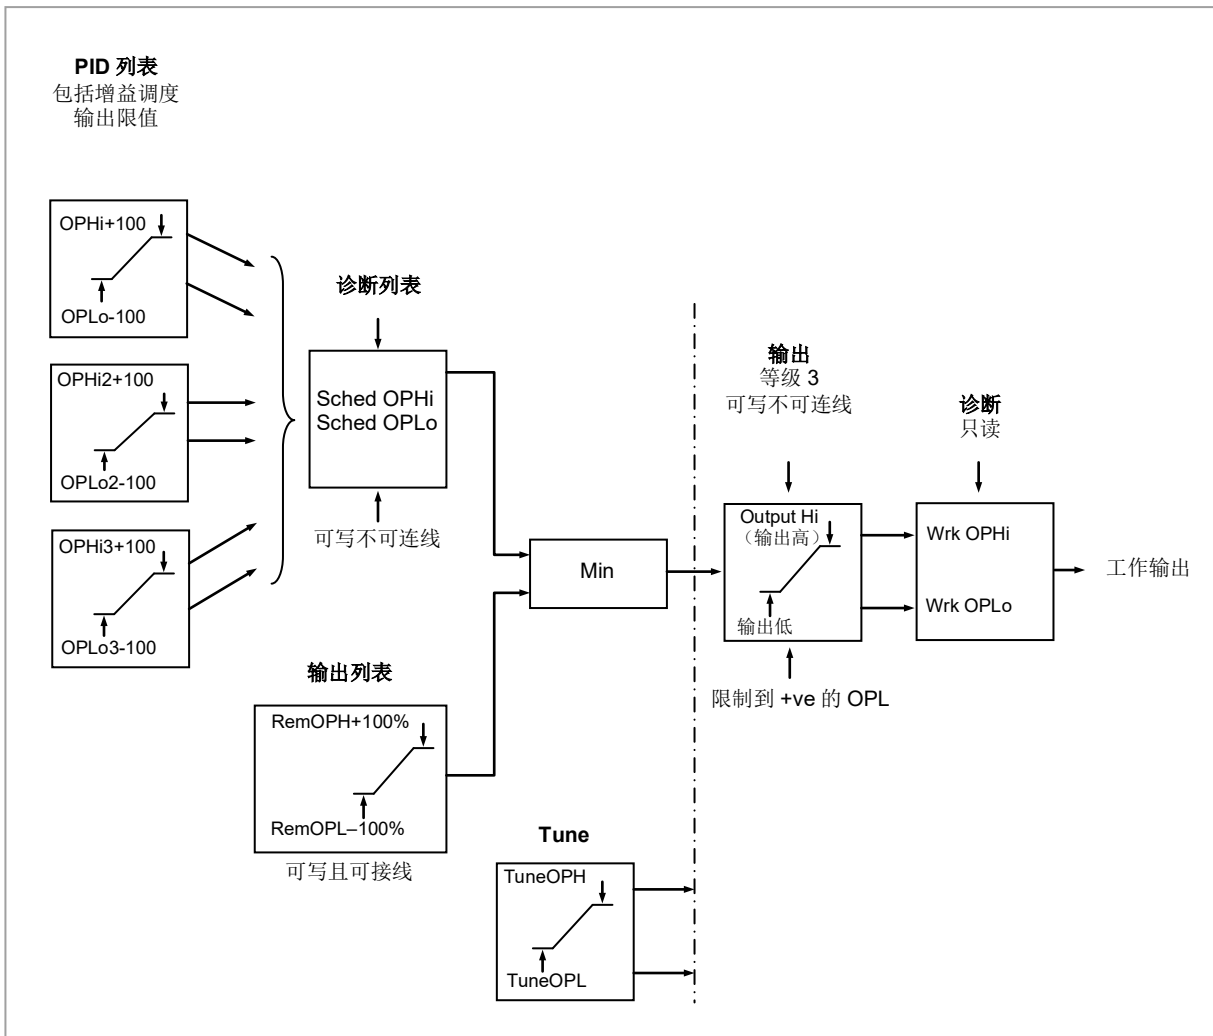 PID 列表
包括增益调度
输出限值
OPHi+100
OPLo-100
OPHi2+100
OPLo2-100
OPHi3+100
OPLo3-100
诊断列表
Sched OPHi
Sched OPLo
可写不可连线
输出列表
RemOPH+100%
RemOPL–100%
可写且可接线
Min
Tune
TuneOPH
TuneOPL
输出
等级 3
可写不可连线
Output Hi
（输出高）
输出低
限制到 +ve 的 OPL
诊断
只读
Wrk OPHi
Wrk OPLo
工作输出